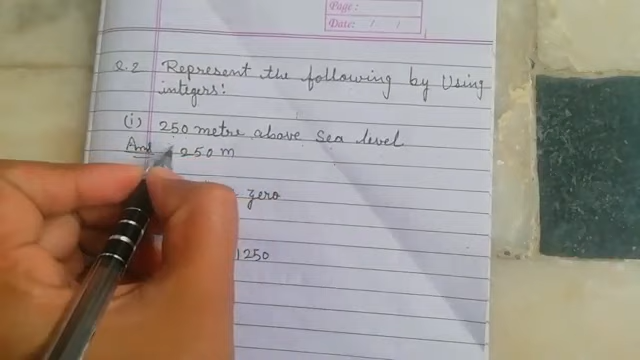 Page :
Date: / /
Q.2 Represent the following by Using
integers:
(i) 250 metre above Sea level
Ans 250 m
zero
1250